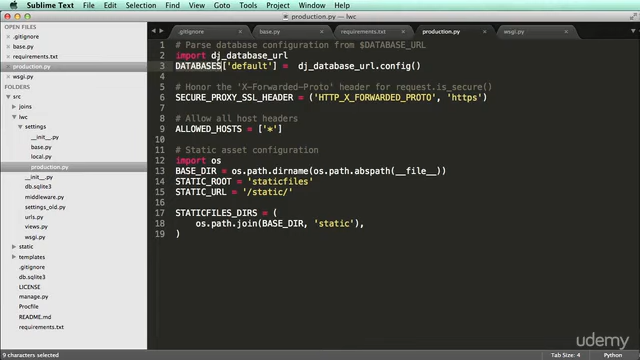 Sublime Text File Edit Selection Find View Goto Tools Project Window Help
production.py — lwc
OPEN FILES
.gitignore
base.py
requirements.txt
production.py
wsgi.py
FOLDERS
src
joins
lwc
settings
__init__.py
base.py
local.py
production.py
__init__.py
db.sqlite3
middleware.py
settings_old.py
urls.py
views.py
wsgi.py
static
templates
.gitignore
db.sqlite3
LICENSE
manage.py
Procfile
README.md
requirements.txt
.gitignore base.py requirements.txt production.py wsgi.py
1 # Parse database configuration from $DATABASE_URL
2 import dj_database_url
3 DATABASES['default'] = dj_database_url.config()
4
5 # Honor the 'X-Forwarded-Proto' header for request.is_secure()
6 SECURE_PROXY_SSL_HEADER = ('HTTP_X_FORWARDED_PROTO', 'https')
7
8 # Allow all host headers
9 ALLOWED_HOSTS = ['*']
10
11 # Static asset configuration
12 import os
13 BASE_DIR = os.path.dirname(os.path.abspath(__file__))
14 STATIC_ROOT = 'staticfiles'
15 STATIC_URL = '/static/'
16
17 STATICFILES_DIRS = (
18 os.path.join(BASE_DIR, 'static'),
19 )
udemy
9 characters selected Tab Size: 4 Python